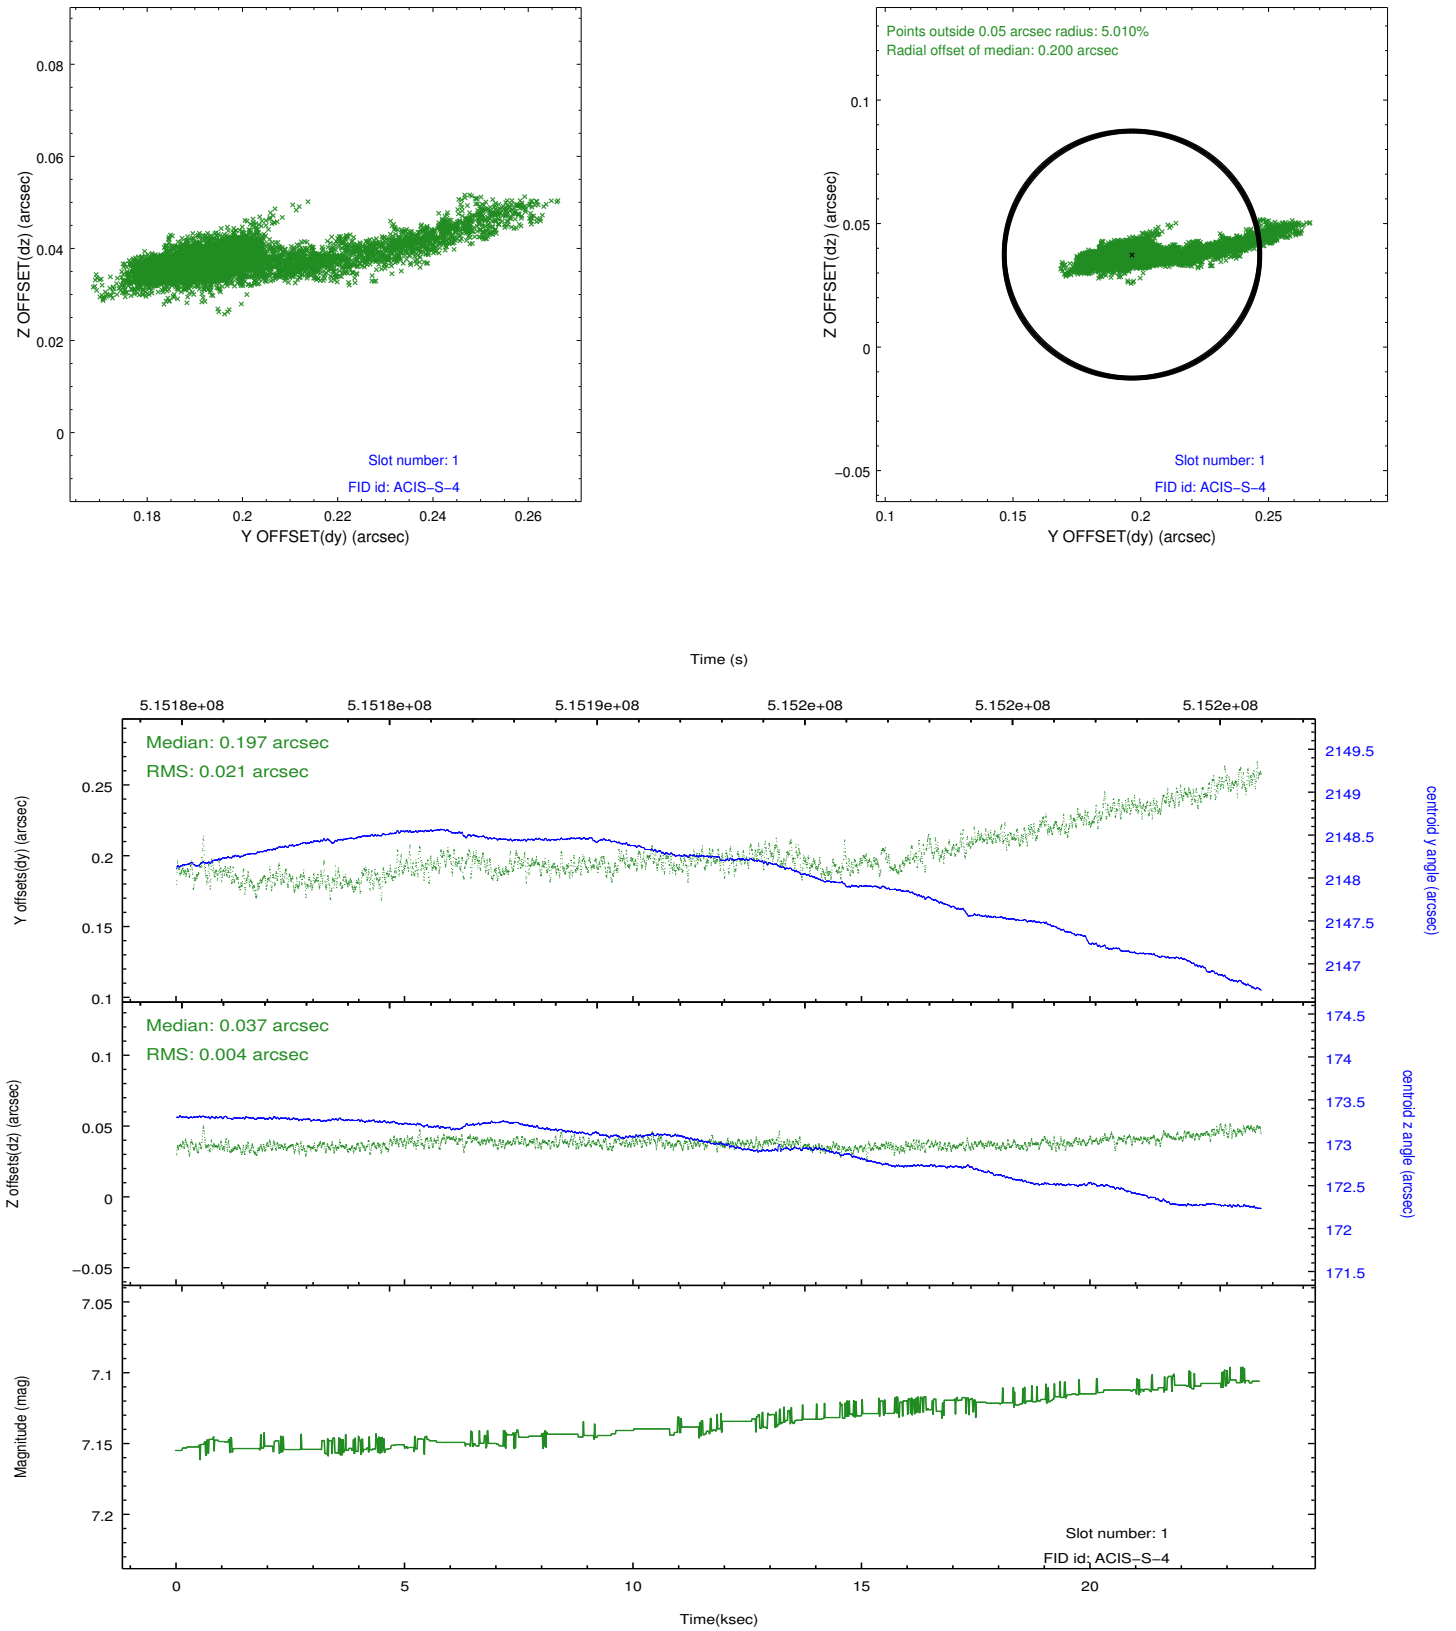 0.08
0.06
0.04
0.02
0
Z OFFSET(dz) (arcsec)
Slot number: 1
FID id: ACIS−S−4
0.18
0.2
0.22
0.24
0.26
Y OFFSET(dy) (arcsec)
Points outside 0.05 arcsec radius: 5.010%
Radial offset of median: 0.200 arcsec
0.1
0.05
0
−0.05
Z OFFSET(dz) (arcsec)
Slot number: 1
FID id: ACIS−S−4
0.1
0.15
0.2
0.25
Y OFFSET(dy) (arcsec)
Time (s)
5.1518e+08
5.1518e+08
5.1519e+08
5.152e+08
5.152e+08
5.152e+08
Median: 0.197 arcsec
RMS: 0.021 arcsec
0.25
0.2
0.15
0.1
Y offsets(dy) (arcsec)
2149.5
2149
2148.5
2148
2147.5
2147
centroid y angle (arcsec)
Median: 0.037 arcsec
RMS: 0.004 arcsec
0.1
0.05
0
−0.05
Z offsets(dz) (arcsec)
174.5
174
173.5
173
172.5
172
171.5
centroid z angle (arcsec)
7.05
7.1
7.15
7.2
Magnitude (mag)
Slot number: 1
FID id: ACIS−S−4
0
5
10
15
20
Time(ksec)